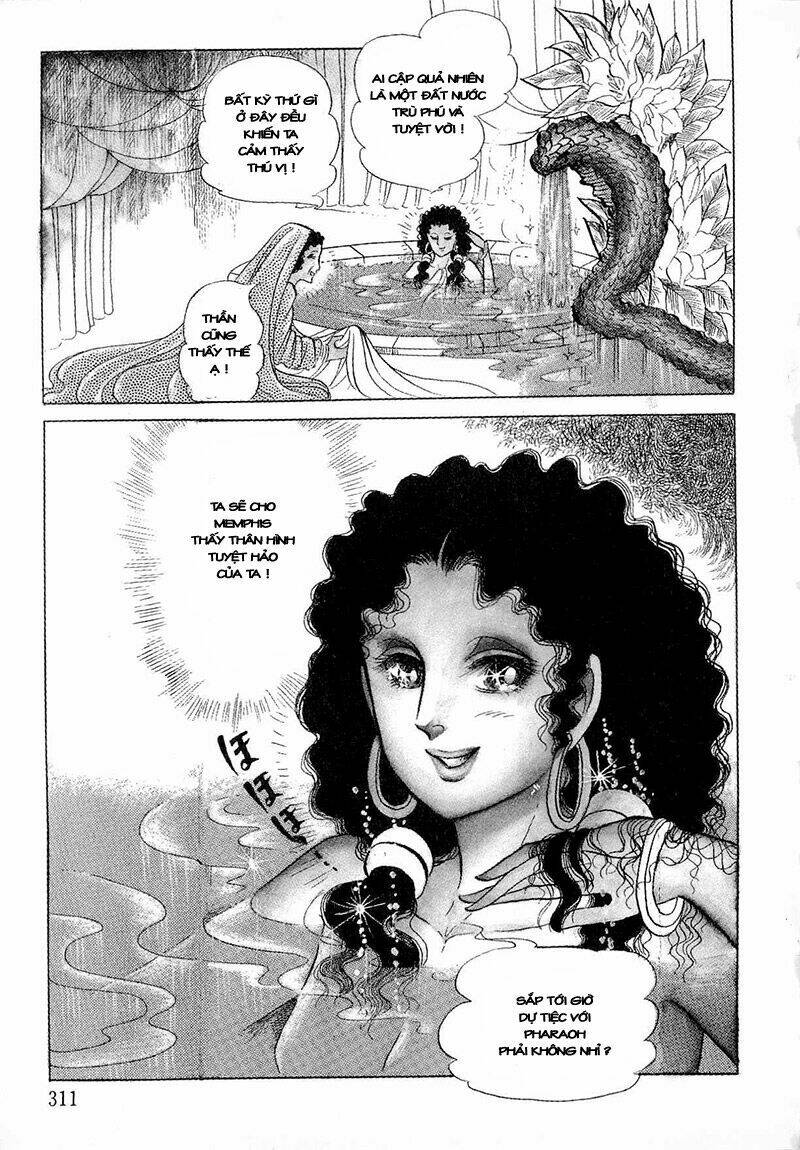 AI CẬP QUẢ NHIÊN
LÀ MỘT ĐẤT NƯỚC
TRÙ PHÚ VÀ
TUYỆT VỜI !
BẤT KỲ THỨ GÌ
Ở ĐÂY ĐỀU
KHIẾN TA
CẢM THẤY
THÚ VỊ !
THẦN
CŨNG
THẤY THẾ
Ạ !
TA SẼ CHO
MEMPHIS
THẤY THÂN HÌNH
TUYỆT HẢO
CỦA TA !
ほほほほほ…
SẮP TỚI GIỜ
DỰ TIỆC VỚI
PHARAOH
PHẢI KHÔNG NHỈ ?
311